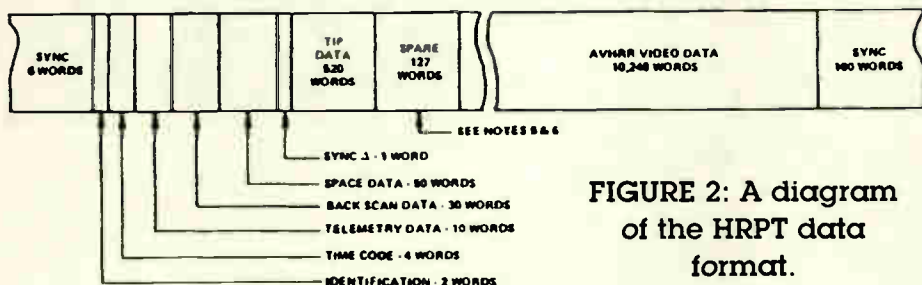 SYNC
6 WORDS
TIP
DATA
520
WORDS
SPARE
127
WORDS
AVHRR VIDEO DATA
10,240 WORDS
SYNC
100 WORDS
SEE NOTES 5 & 6
SYNC Δ - 1 WORD
SPACE DATA - 50 WORDS
BACK SCAN DATA - 30 WORDS
TELEMETRY DATA - 10 WORDS
TIME CODE - 4 WORDS
IDENTIFICATION - 2 WORDS
FIGURE 2: A diagram
of the HRPT data
format.